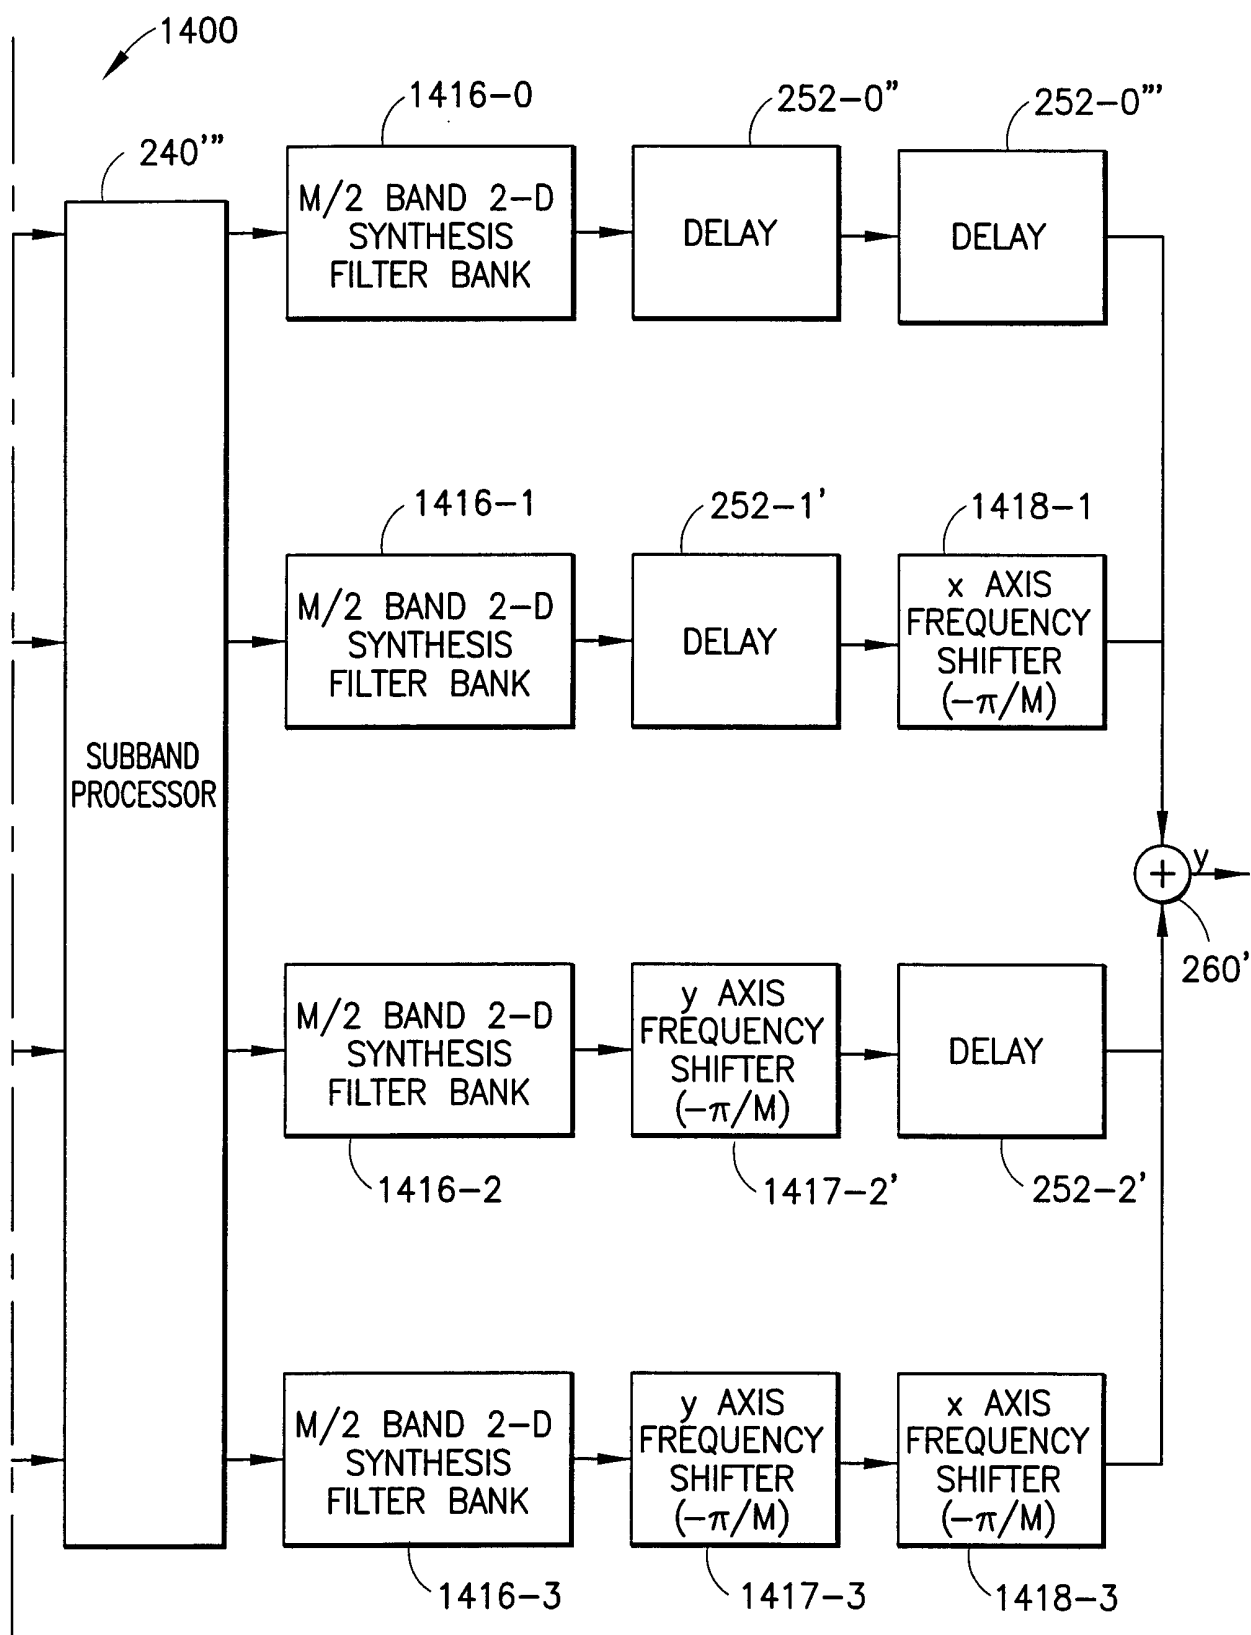 1400
1416-0
252-0"
252-0"'
240'"
M/2 BAND 2-D
SYNTHESIS
FILTER BANK
DELAY
DELAY
1416-1
252-1'
1418-1
M/2 BAND 2-D
SYNTHESIS
FILTER BANK
DELAY
x AXIS
FREQUENCY
SHIFTER
(-π/M)
SUBBAND
PROCESSOR
+
y
260'
M/2 BAND 2-D
SYNTHESIS
FILTER BANK
y AXIS
FREQUENCY
SHIFTER
(-π/M)
DELAY
1416-2
1417-2'
252-2'
M/2 BAND 2-D
SYNTHESIS
FILTER BANK
y AXIS
FREQUENCY
SHIFTER
(-π/M)
x AXIS
FREQUENCY
SHIFTER
(-π/M)
1416-3
1417-3
1418-3